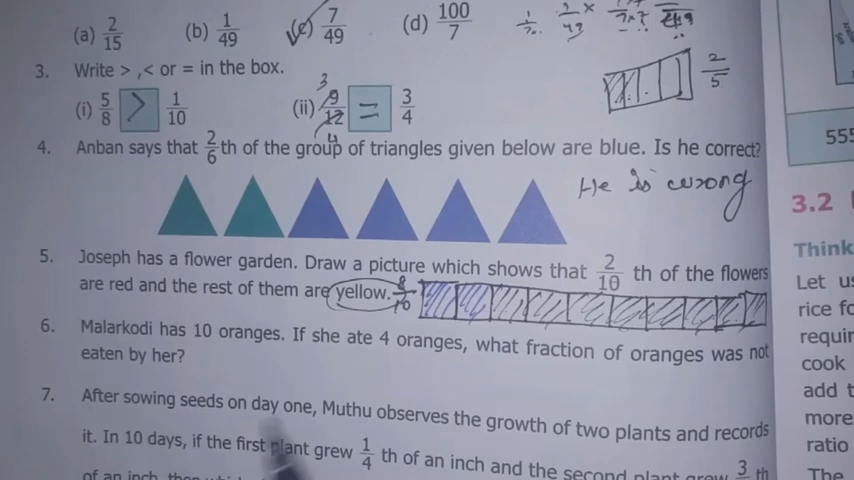 (a) 2/15 (b) 1/49 (c) 7/49 (d) 100/7
3. Write > ,< or = in the box.
2/5
(i) 5/8 > 1/10 (ii) 9/12 = 3/4
3
4
4. Anban says that 2/6 th of the group of triangles given below are blue. Is he correct?
He is wrong
5. Joseph has a flower garden. Draw a picture which shows that 2/10 th of the flowers
are red and the rest of them are yellow. 8/10
6. Malarkodi has 10 oranges. If she ate 4 oranges, what fraction of oranges was not
eaten by her?
7. After sowing seeds on day one, Muthu observes the growth of two plants and records
it. In 10 days, if the first plant grew 1/4 th of an inch and the second plant grew 3 th
of an inch, then
555
3.2
Think
Let us
rice fo
requir
cook
add t
more
ratio
The